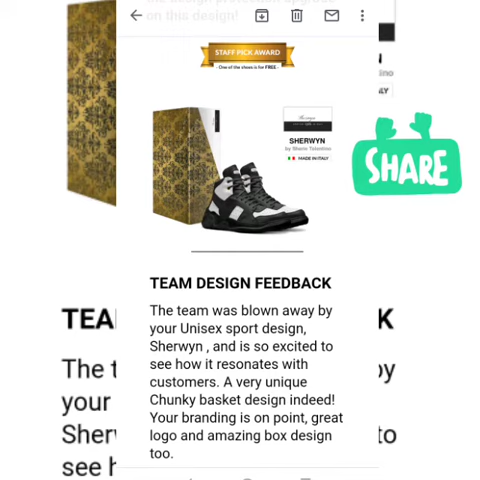 on this design!
STAFF PICK AWARD
- One of the shoes is for FREE -
SHERWYN
by Shane Tolentino
MADE IN ITALY
SHARE
TEAM DESIGN FEEDBACK
The team was blown away by
your Unisex sport design,
Sherwyn , and is so excited to
see how it resonates with
customers. A very unique
Chunky basket design indeed!
Your branding is on point, great
logo and amazing box design
too.
TEA
K
The t
by
your
Sher
to
see h